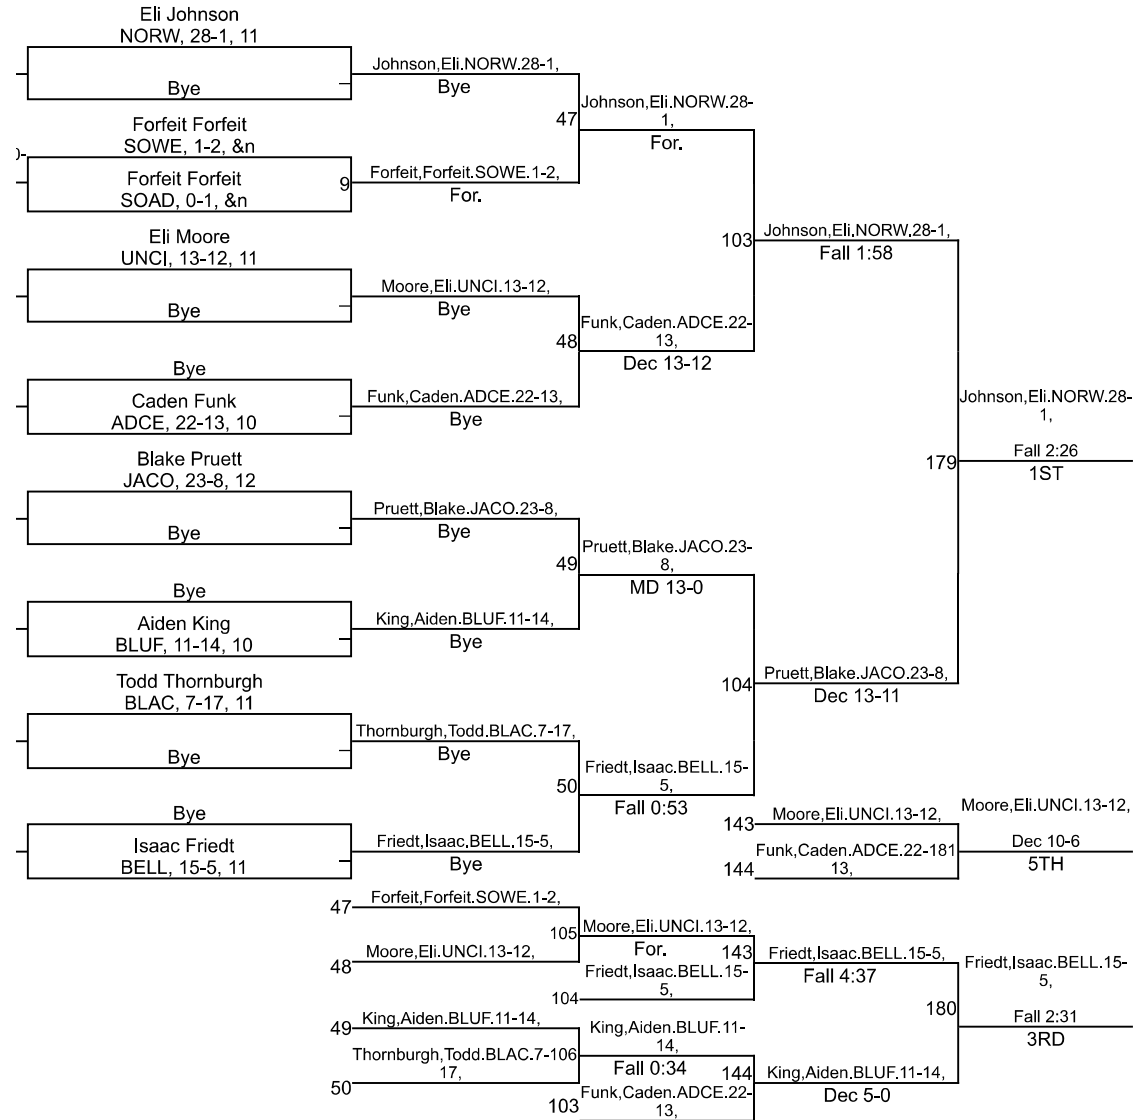 Eli Johnson
NORW, 28-1, 11
Bye
Forfeit Forfeit
SOWE, 1-2, &n
Forfeit Forfeit
SOAD, 0-1, &n
9
Eli Moore
UNCI, 13-12, 11
Bye
Bye
Caden Funk
ADCE, 22-13, 10
Blake Pruett
JACO, 23-8, 12
Bye
Bye
Aiden King
BLUF, 11-14, 10
Todd Thornburgh
BLAC, 7-17, 11
Bye
Bye
Isaac Friedt
BELL, 15-5, 11
Johnson,Eli.NORW.28-1,
Bye
47
Forfeit,Forfeit.SOWE.1-2,
For.
Moore,Eli.UNCI.13-12,
Bye
48
Funk,Caden.ADCE.22-13,
Bye
Pruett,Blake.JACO.23-8,
Bye
49
King,Aiden.BLUF.11-14,
Bye
Thornburgh,Todd.BLAC.7-17,
Bye
50
Friedt,Isaac.BELL.15-5,
Bye
Johnson,Eli.NORW.28-
1,
For.
103
Funk,Caden.ADCE.22-
13,
Dec 13-12
Pruett,Blake.JACO.23-
8,
MD 13-0
104
Friedt,Isaac.BELL.15-
5,
Fall 0:53
Johnson,Eli.NORW.28-1,
Fall 1:58
179
Pruett,Blake.JACO.23-8,
Dec 13-11
Johnson,Eli.NORW.28-
1,
Fall 2:26
1ST
143
Moore,Eli.UNCI.13-12,
144
Funk,Caden.ADCE.22-181
13,
Moore,Eli.UNCI.13-12,
Dec 10-6
5TH
47
Forfeit,Forfeit.SOWE.1-2,
105
48
Moore,Eli.UNCI.13-12,
Moore,Eli.UNCI.13-12,
For.
143
104
Friedt,Isaac.BELL.15-
5,
Friedt,Isaac.BELL.15-5,
Fall 4:37
49
King,Aiden.BLUF.11-14,
50
Thornburgh,Todd.BLAC.7-106
17,
King,Aiden.BLUF.11-
14,
Fall 0:34
144
103
Funk,Caden.ADCE.22-
13,
King,Aiden.BLUF.11-14,
Dec 5-0
180
Friedt,Isaac.BELL.15-
5,
Fall 2:31
3RD